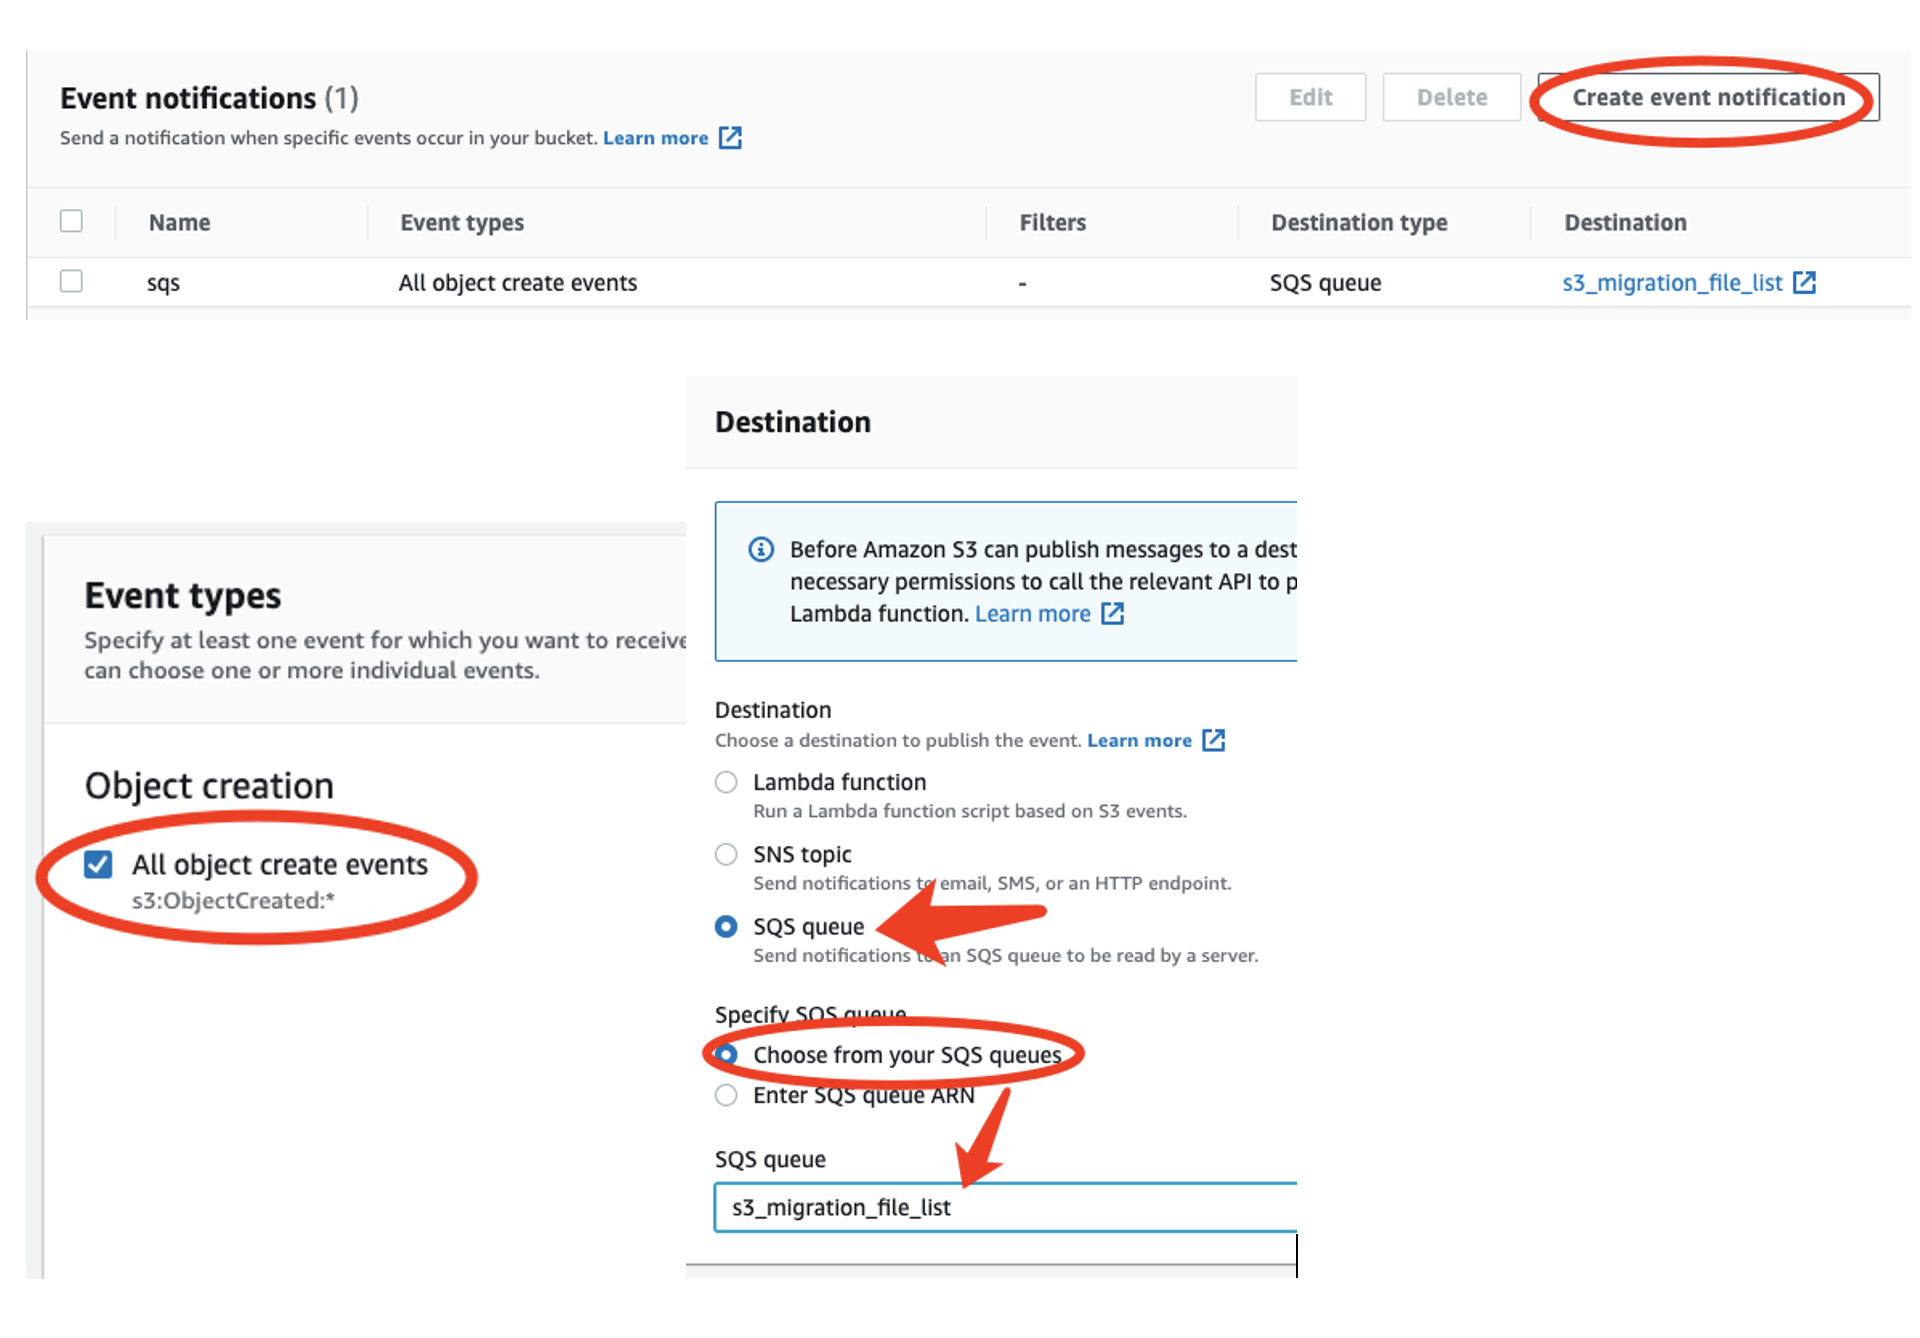 Event notifications (1)
Edit
Delete
Create event notification
Send a notification when specific events occur in your bucket. Learn more
Name
Event types
Filters
Destination type
Destination
sqs
All object create events
-
SQS queue
s3_migration_file_list
Event types
Specify at least one event for which you want to receive
can choose one or more individual events.
Object creation
All object create events
s3:ObjectCreated:*
Destination
Before Amazon S3 can publish messages to a dest
necessary permissions to call the relevant API to p
Lambda function. Learn more
Destination
Choose a destination to publish the event. Learn more
Lambda function
Run a Lambda function script based on S3 events.
SNS topic
Send notifications to email, SMS, or an HTTP endpoint.
SQS queue
Send notifications to an SQS queue to be read by a server.
Specify SQS queue
Choose from your SQS queues
Enter SQS queue ARN
SQS queue
s3_migration_file_list